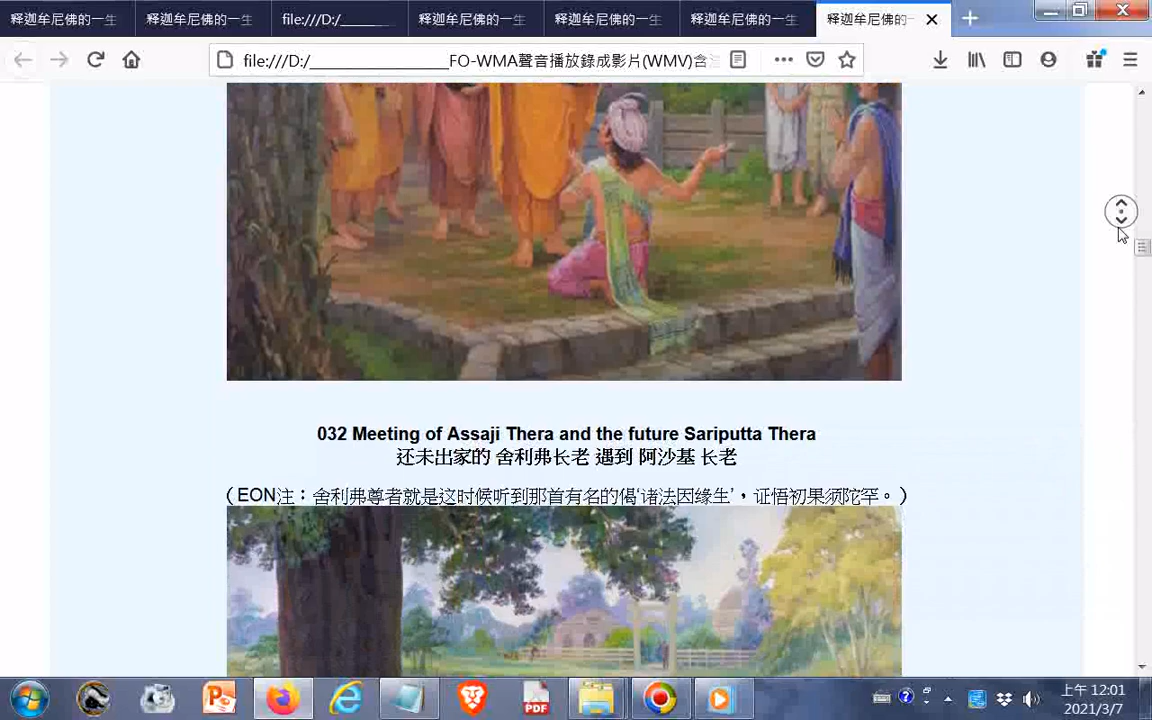 释迦牟尼佛的一生
释迦牟尼佛的一生
file:///D:/______
释迦牟尼佛的一生
释迦牟尼佛的一生
释迦牟尼佛的一生
释迦牟尼佛的一
file:///D:/__________________FO-WMA聲音播放錄成影片(WMV)含
032 Meeting of Assaji Thera and the future Sariputta Thera
还未出家的 舍利弗长老 遇到 阿沙基 长老
（EON注：舍利弗尊者就是这时候听到那首有名的偈‘诸法因缘生’，证悟初果须陀罕。）
PDF
上午 12:01
2021/3/7